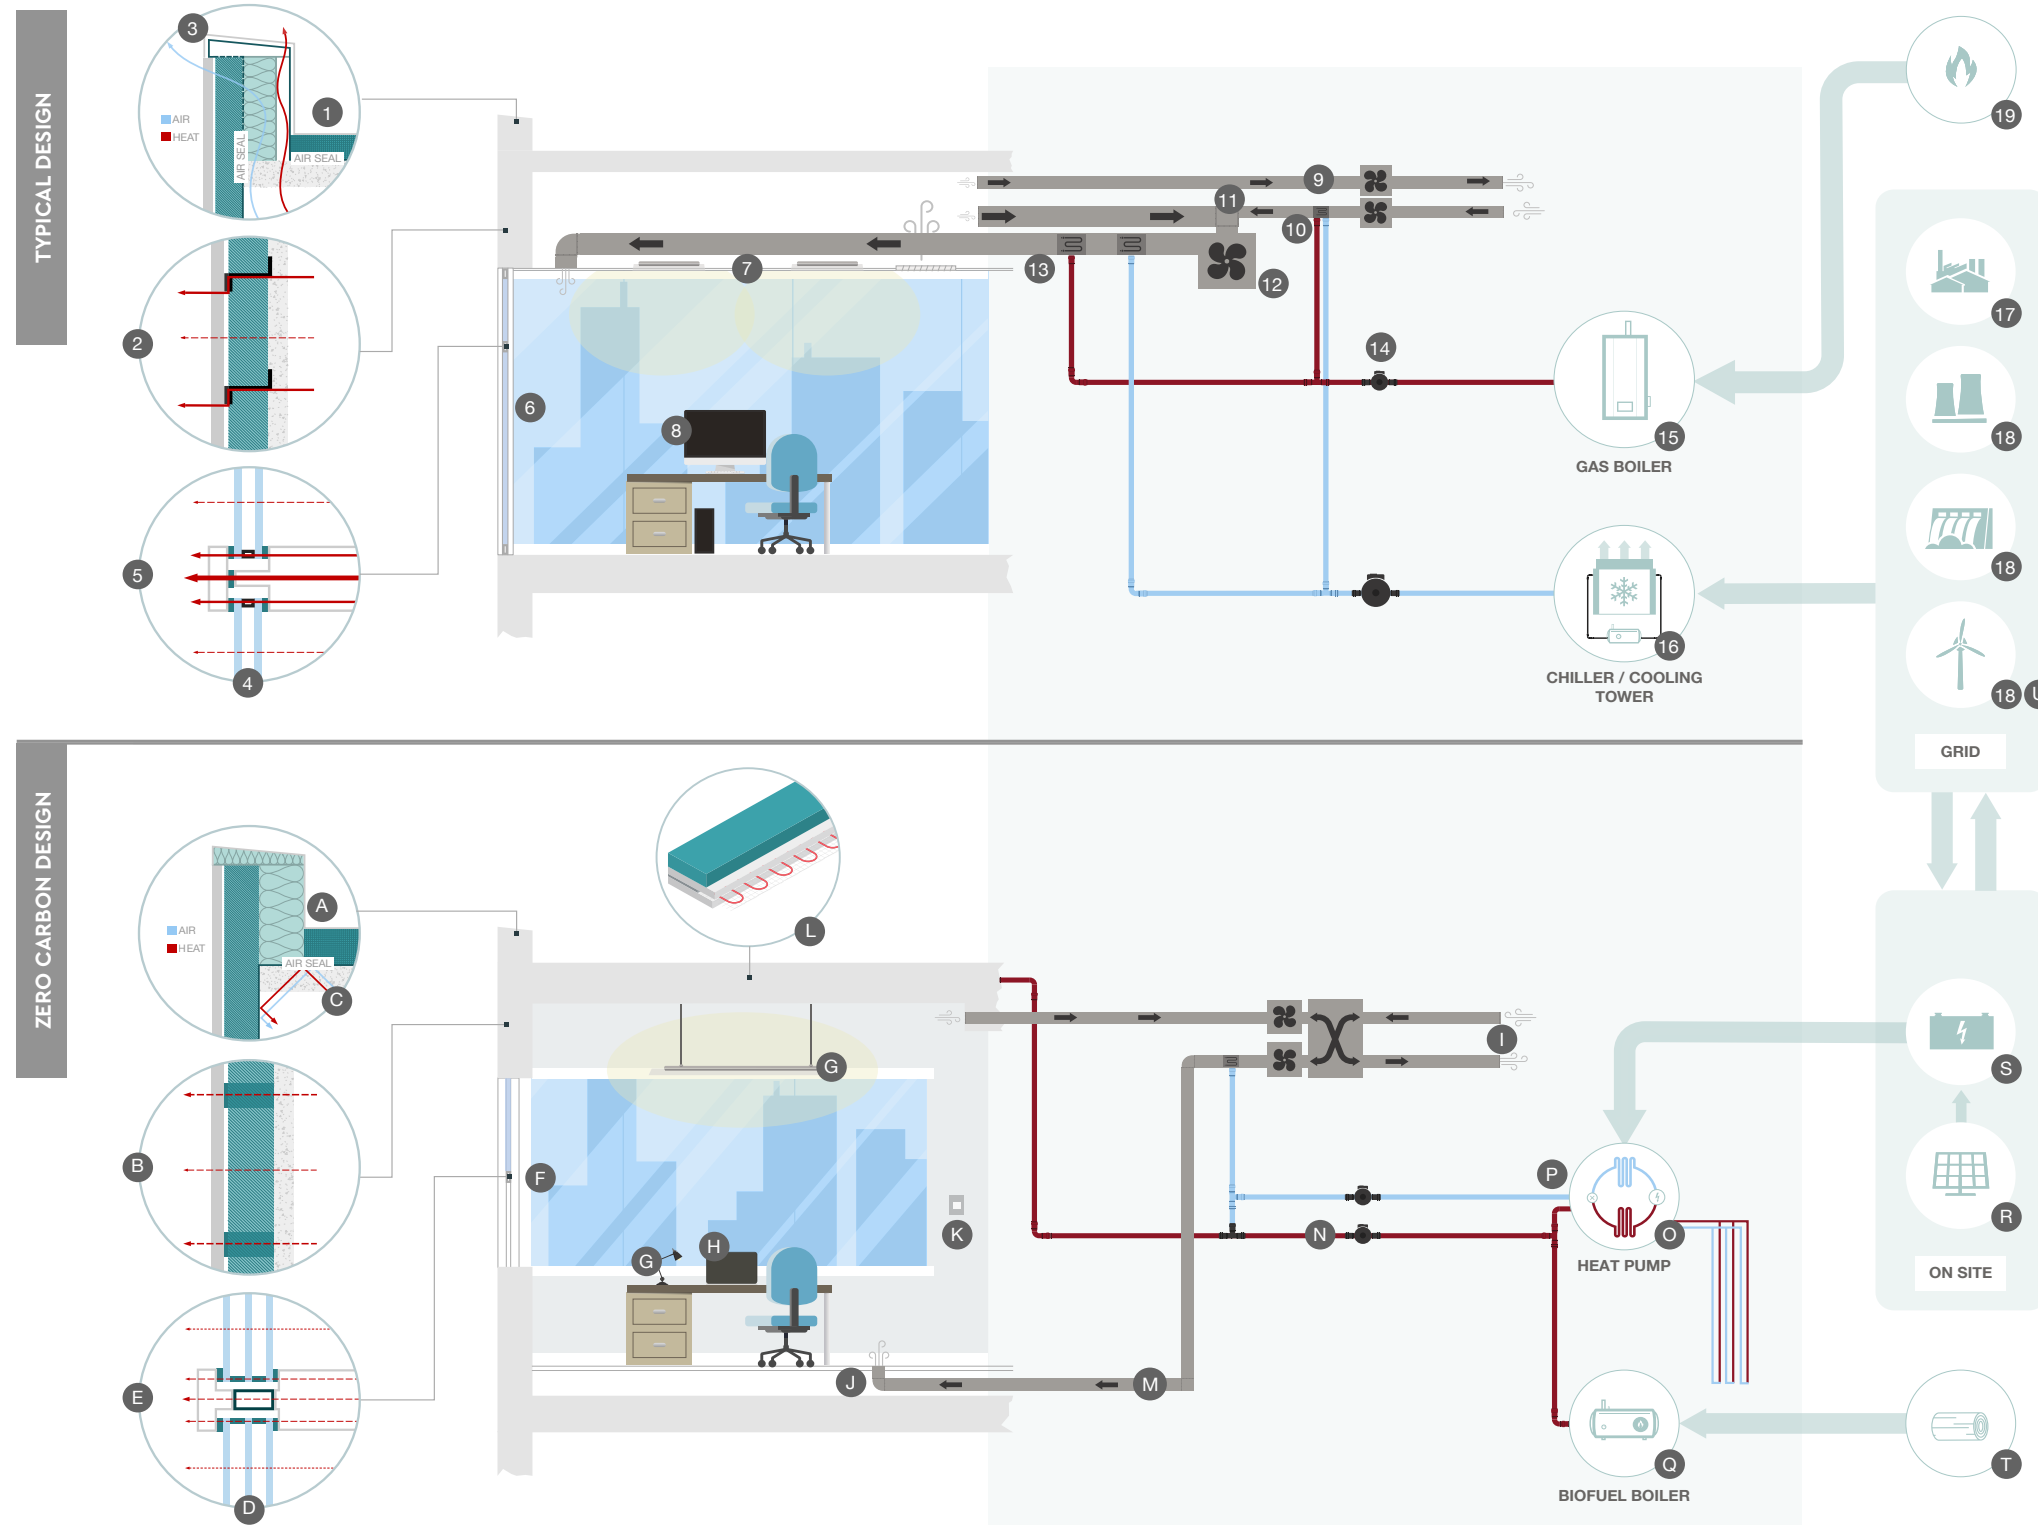 TYPICAL DESIGN
3
1
AIR
HEAT
AIR SEAL
AIR SEAL
2
5
4
6
7
8
9
11
10
13
12
14
15
GAS BOILER
16
CHILLER / COOLING
TOWER
19
17
18
18
18
U
GRID
ZERO CARBON DESIGN
A
AIR
HEAT
AIR SEAL
C
B
E
D
L
G
F
G
H
K
J
M
I
N
P
O
HEAT PUMP
Q
BIOFUEL BOILER
S
R
ON SITE
T